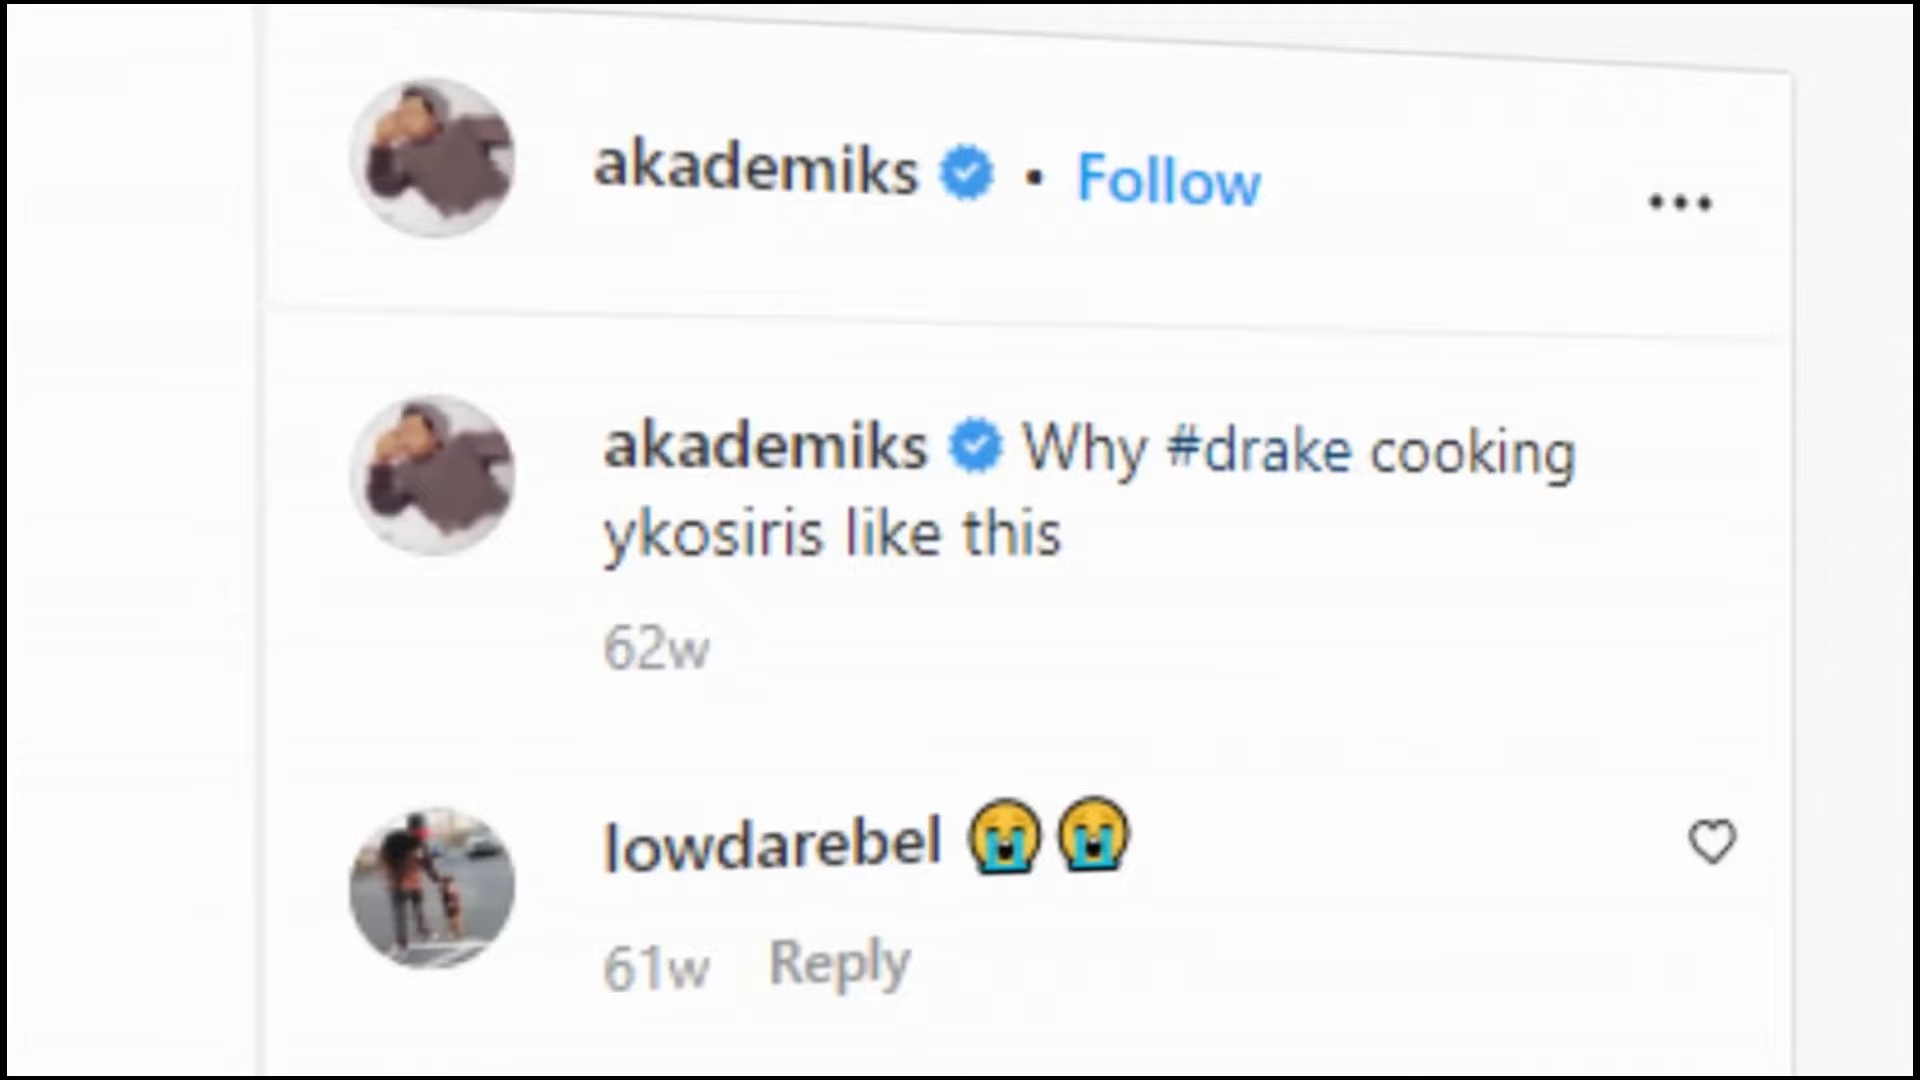 akademiks • Follow
akademiks Why #drake cooking
ykosiris like this
62w
lowdarebel 😭😭
61w Reply